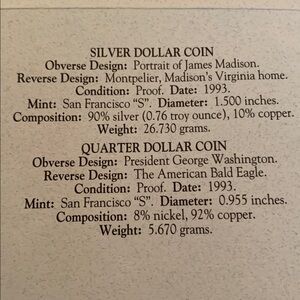 SILVER DOLLAR COIN
Obverse Design: Portrait of James Madison.
Reverse Design: Montpelier, Madison's Virginia home.
Condition: Proof. Date: 1993.
Mint: San Francisco "S". Diameter: 1.500 inches.
Composition: 90% silver (0.76 troy ounce), 10% copper.
Weight: 26.730 grams.
QUARTER DOLLAR COIN
Obverse Design: President George Washington.
Reverse Design: The American Bald Eagle.
Condition: Proof. Date: 1993.
Mint: San Francisco "S". Diameter: 0.955 inches.
Composition: 8% nickel, 92% copper.
Weight: 5.670 grams.